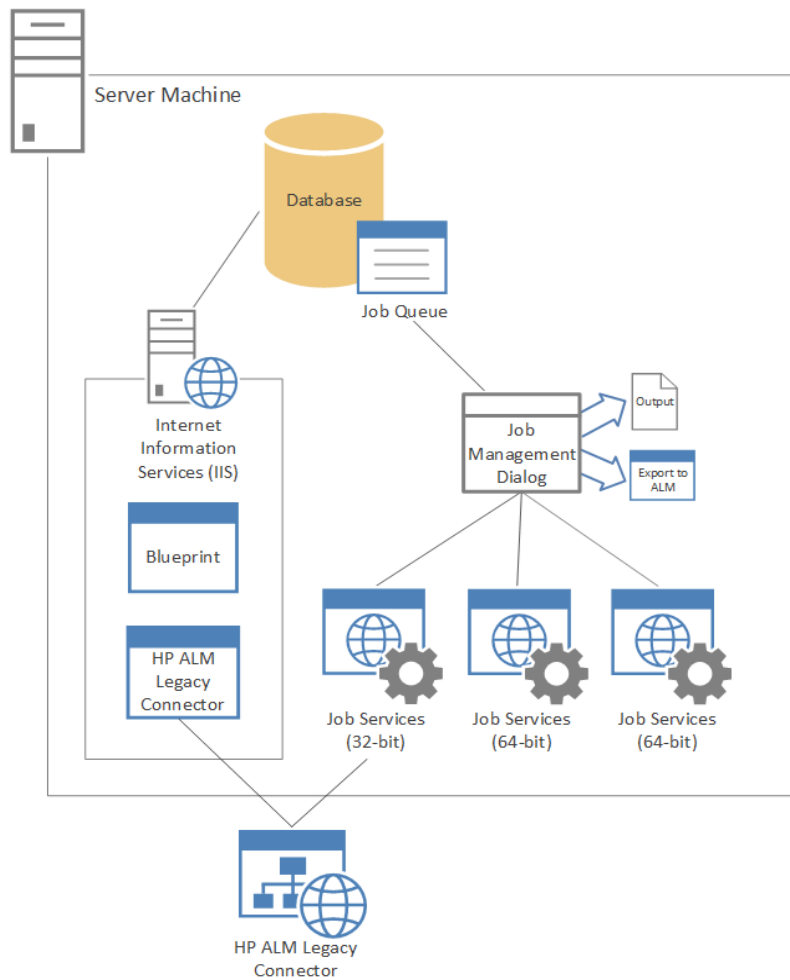 Server Machine
Database
Job Queue
Internet
Information
Services (IIS)
Job
Management
Dialog
Output
Export to
ALM
Blueprint
HP ALM
Legacy
Connector
Job Services
(32-bit)
Job Services
(64-bit)
Job Services
(64-bit)
HP ALM Legacy
Connector